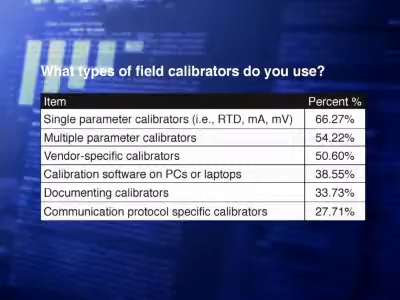 What types of field calibrators do you use?
Item Percent %
Single parameter calibrators (i.e., RTD, mA, mV) 66.27%
Multiple parameter calibrators 54.22%
Vendor-specific calibrators 50.60%
Calibration software on PCs or laptops 38.55%
Documenting calibrators 33.73%
Communication protocol specific calibrators 27.71%